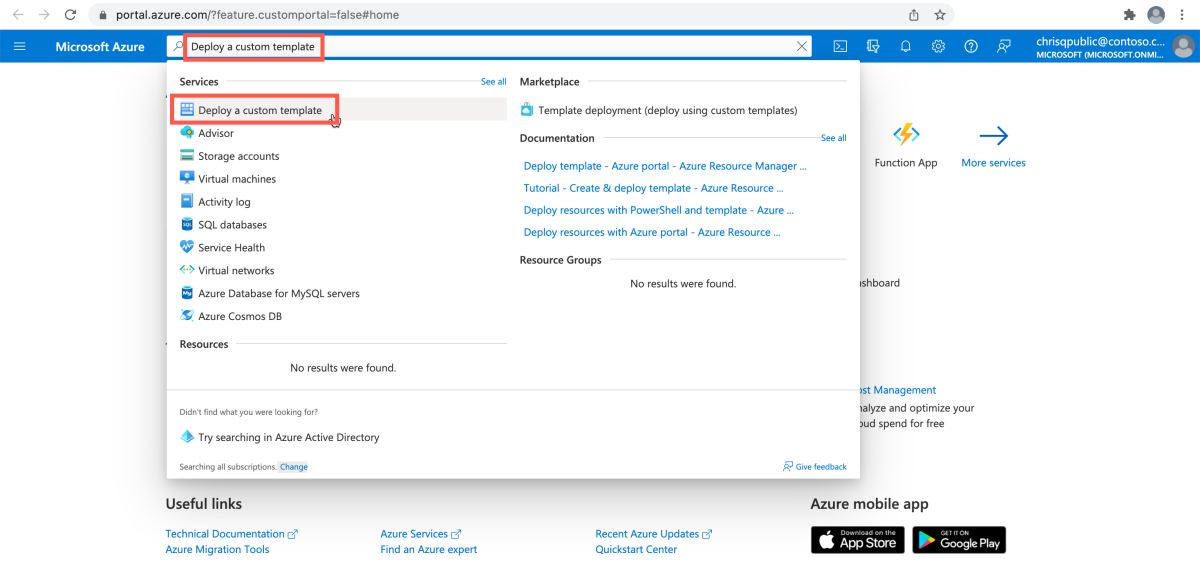 portal.azure.com/?feature.customportal=false#home
Microsoft Azure
Deploy a custom template
chrisqpublic@contoso.c...
MICROSOFT (MICROSOFT.ONMI...
Services
See all
Deploy a custom template
Advisor
Storage accounts
Virtual machines
Activity log
SQL databases
Service Health
Virtual networks
Azure Database for MySQL servers
Azure Cosmos DB
Resources
No results were found.
Marketplace
Template deployment (deploy using custom templates)
Documentation
See all
Deploy template - Azure portal - Azure Resource Manager ...
Tutorial - Create & deploy template - Azure Resource ...
Deploy resources with PowerShell and template - Azure ...
Deploy resources with Azure portal - Azure Resource ...
Resource Groups
No results were found.
Didn't find what you were looking for?
Try searching in Azure Active Directory
Searching all subscriptions. Change
Give feedback
Function App
More services
shboard
ost Management
nalyze and optimize your
oud spend for free
Useful links
Technical Documentation
Azure Services
Recent Azure Updates
Azure Migration Tools
Find an Azure expert
Quickstart Center
Azure mobile app
Download on the
App Store
GET IT ON
Google Play